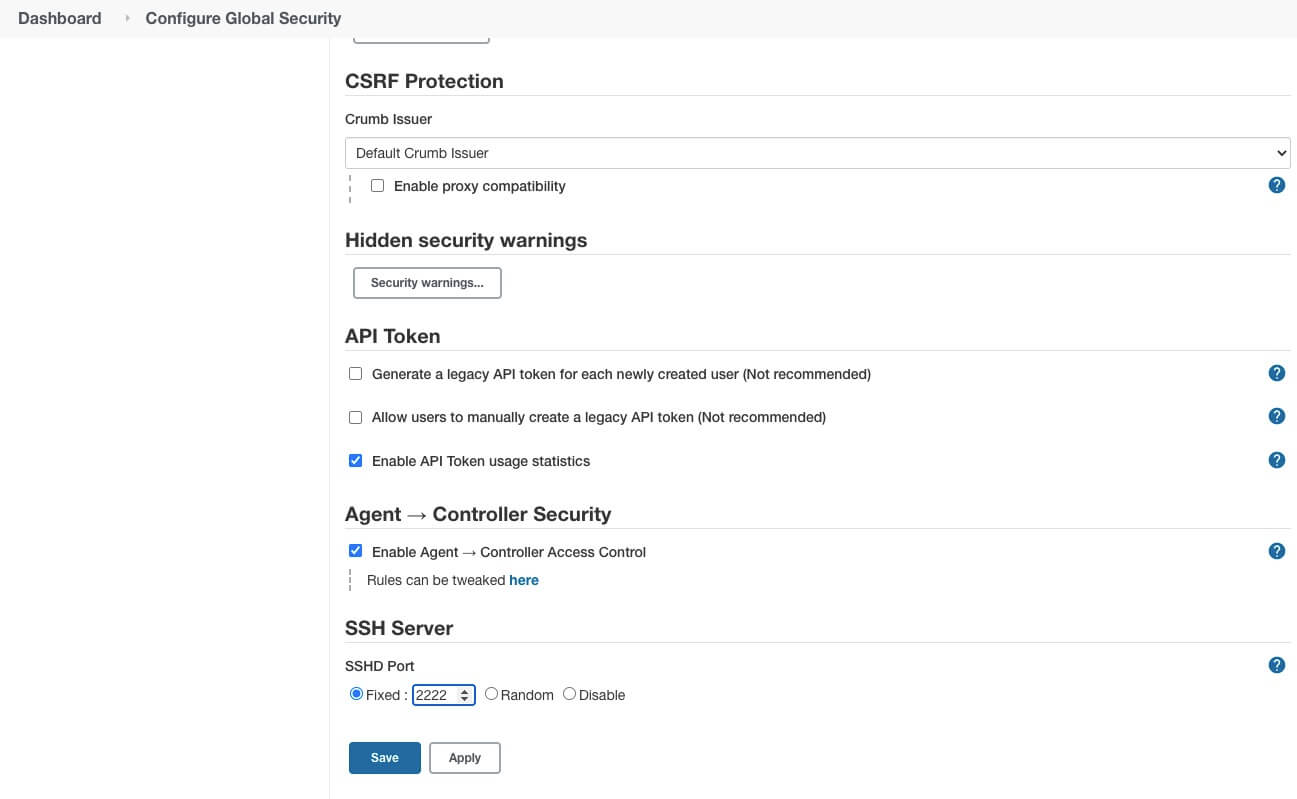 Dashboard › Configure Global Security
CSRF Protection
Crumb Issuer
Default Crumb Issuer
Enable proxy compatibility ?
Hidden security warnings
Security warnings...
API Token
Generate a legacy API token for each newly created user (Not recommended) ?
Allow users to manually create a legacy API token (Not recommended) ?
Enable API Token usage statistics ?
Agent → Controller Security
Enable Agent → Controller Access Control ?
Rules can be tweaked here
SSH Server
SSHD Port ?
Fixed : 2222 Random Disable
Save Apply